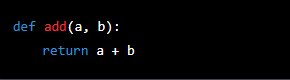 def add(a, b):
    return a + b